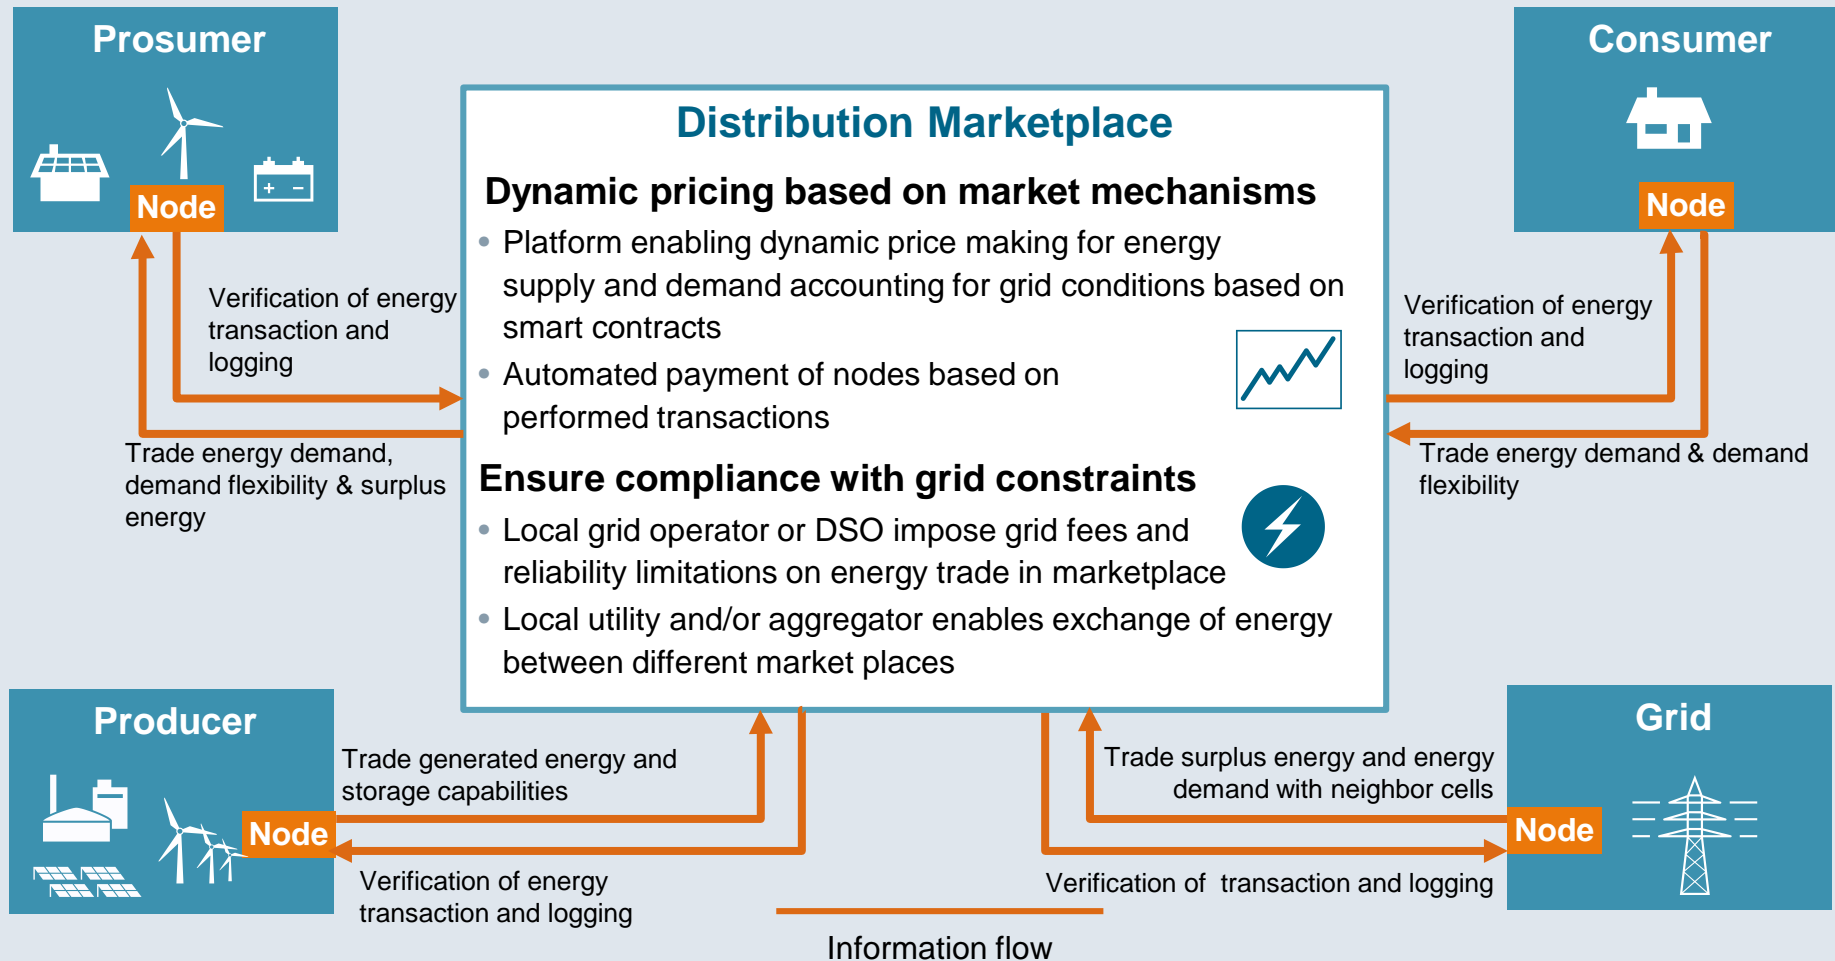 Prosumer
Node
Consumer
Node
Distribution Marketplace
Dynamic pricing based on market mechanisms
• Platform enabling dynamic price making for energy
supply and demand accounting for grid conditions based on
smart contracts
• Automated payment of nodes based on
performed transactions
Ensure compliance with grid constraints
• Local grid operator or DSO impose grid fees and
reliability limitations on energy trade in marketplace
• Local utility and/or aggregator enables exchange of energy
between different market places
Verification of energy
transaction and
logging
Trade energy demand,
demand flexibility & surplus
energy
Verification of energy
transaction and
logging
Trade energy demand & demand
flexibility
Producer
Node
Trade generated energy and
storage capabilities
Verification of energy
transaction and logging
Trade surplus energy and energy
demand with neighbor cells
Verification of transaction and logging
Grid
Node
Information flow